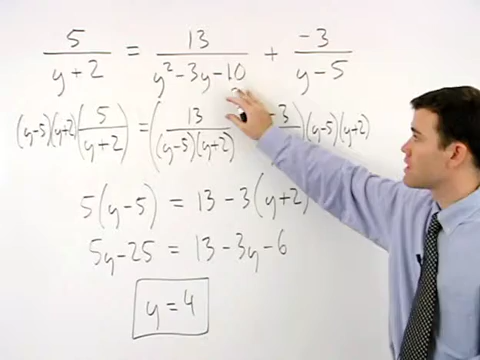 5/(y+2) = 13/(y²-3y-10) + -3/(y-5)
(y-5)(y+2)(5/(y+2)) = (13/((y-5)(y+2)) -3)(y-5)(y+2)
5(y-5) = 13-3(y+2)
5y-25 = 13-3y-6
y=4